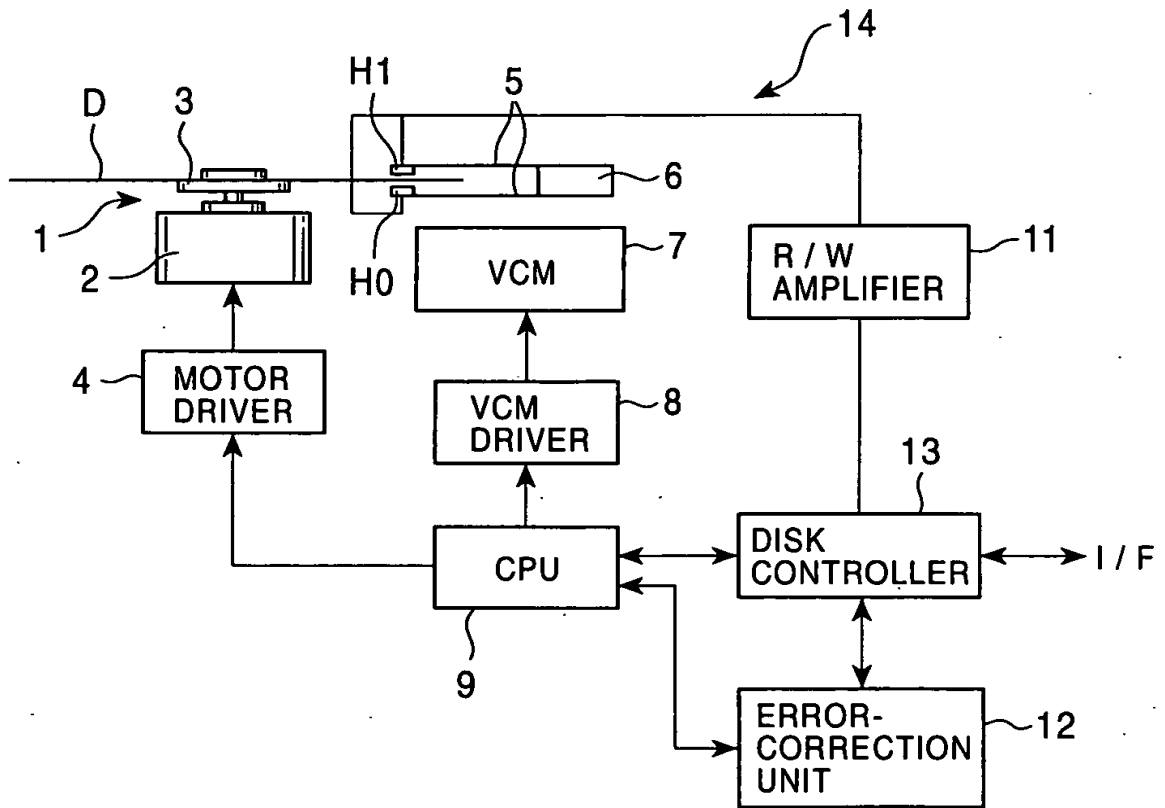 14
H1
5
D
3
6
1
2
H0
VCM
7
R / W
AMPLIFIER
11
4
MOTOR
DRIVER
VCM
DRIVER
8
13
CPU
DISK
CONTROLLER
I / F
9
ERROR-
CORRECTION
UNIT
12